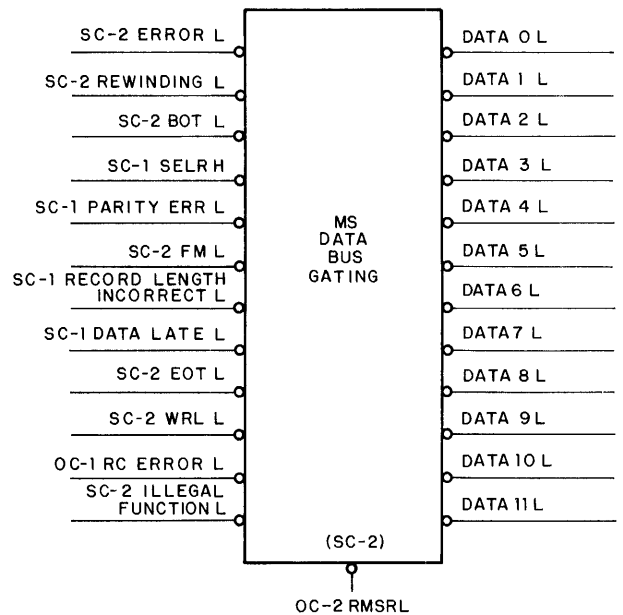 SC-2 ERROR L
SC-2 REWINDING L
SC-2 BOT L
SC-1 SELR H
SC-1 PARITY ERR L
SC-2 FM L
SC-1 RECORD LENGTH
INCORRECT L
SC-1 DATA LATE L
SC-2 EOT L
SC-2 WRL L
OC-1 RC ERROR L
SC-2 ILLEGAL
FUNCTION L
MS
DATA
BUS
GATING
(SC-2)
DATA 0 L
DATA 1 L
DATA 2 L
DATA 3 L
DATA 4 L
DATA 5 L
DATA 6 L
DATA 7 L
DATA 8 L
DATA 9 L
DATA 10 L
DATA 11 L
OC-2 RMSRL